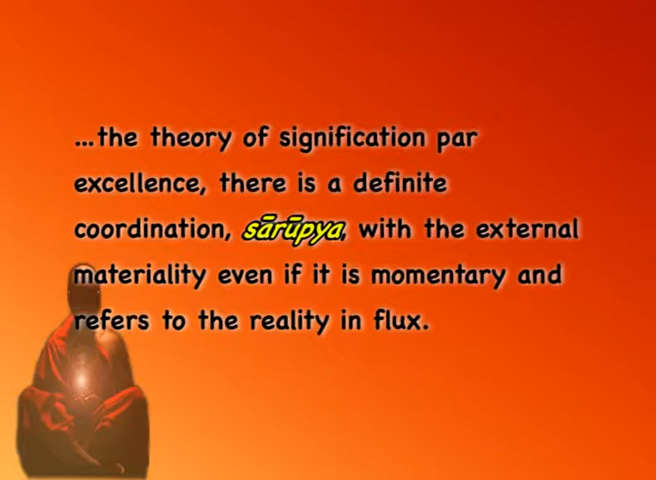 ...the theory of signification par
excellence, there is a definite
coordination, sārūpya, with the external
materiality even if it is momentary and
refers to the reality in flux.